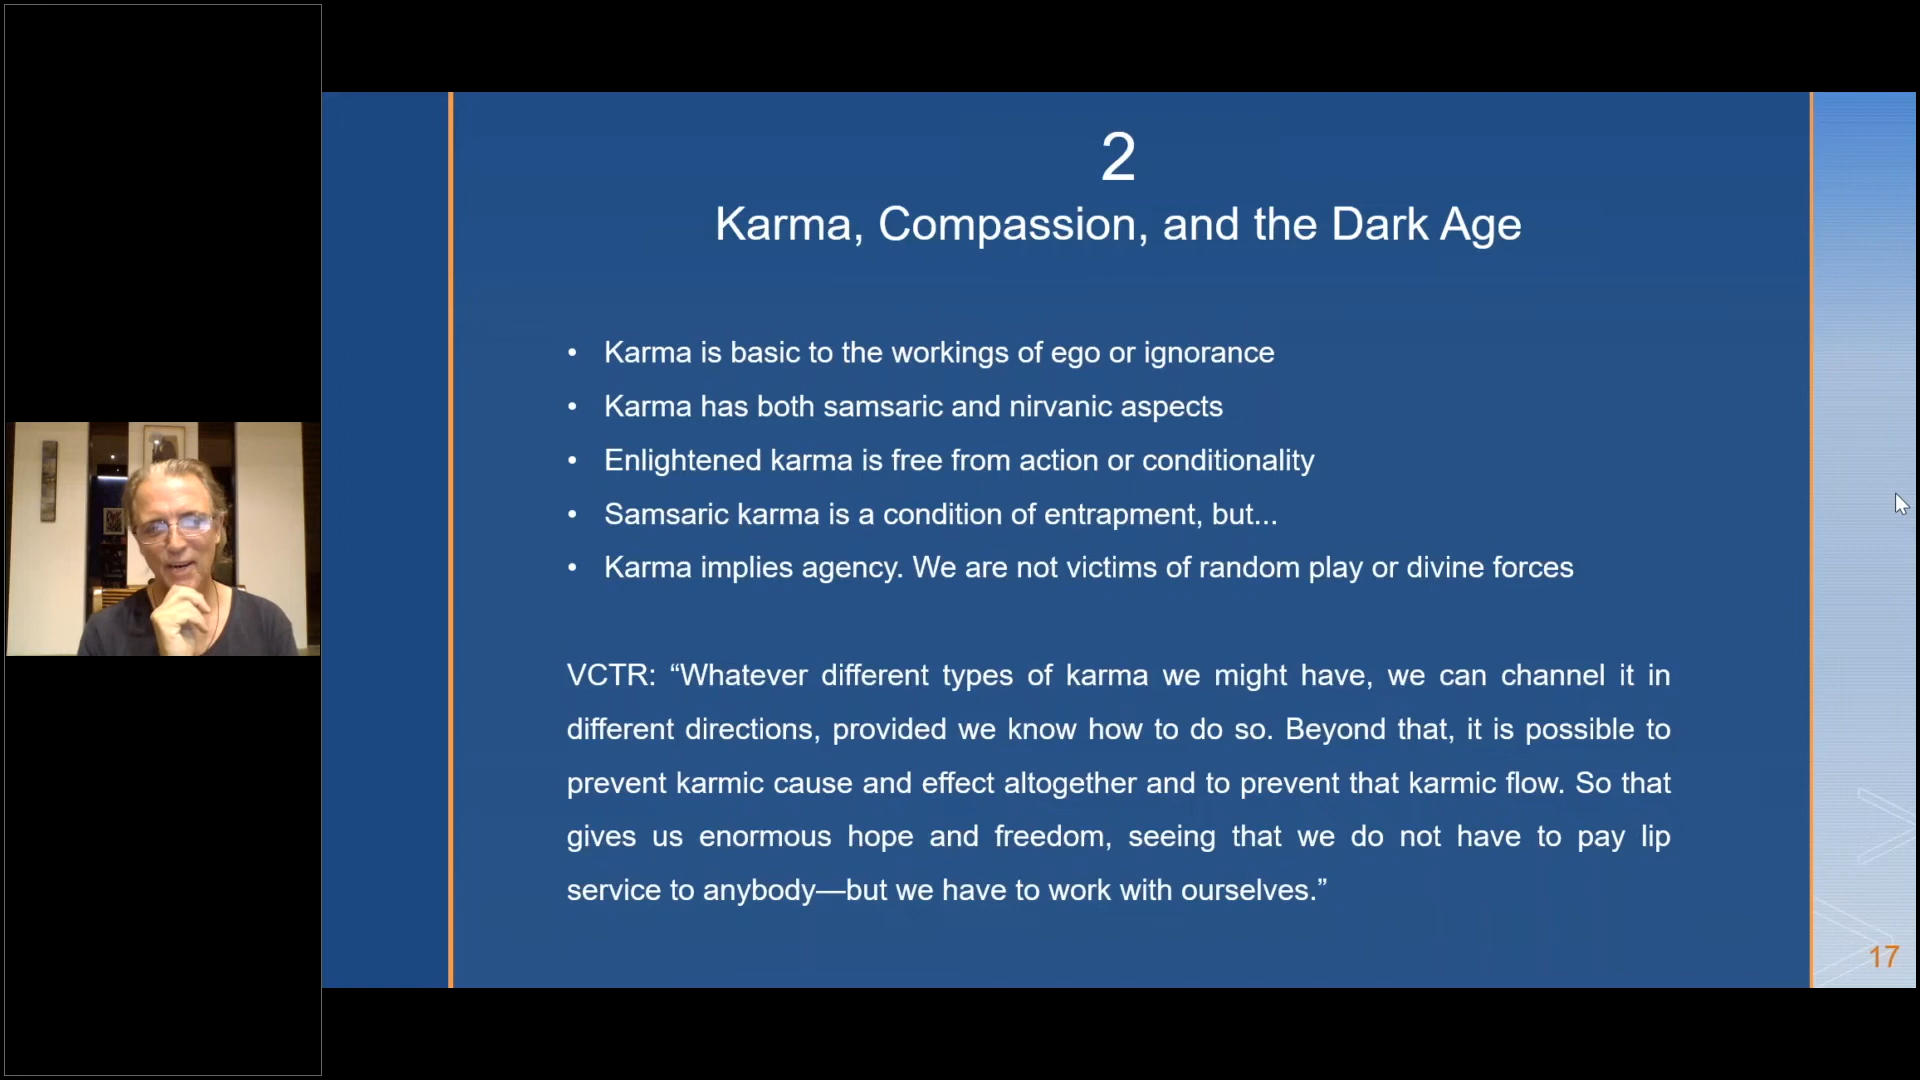 2
Karma, Compassion, and the Dark Age
• Karma is basic to the workings of ego or ignorance
• Karma has both samsaric and nirvanic aspects
• Enlightened karma is free from action or conditionality
• Samsaric karma is a condition of entrapment, but...
• Karma implies agency. We are not victims of random play or divine forces
VCTR: “Whatever different types of karma we might have, we can channel it in
different directions, provided we know how to do so. Beyond that, it is possible to
prevent karmic cause and effect altogether and to prevent that karmic flow. So that
gives us enormous hope and freedom, seeing that we do not have to pay lip
service to anybody—but we have to work with ourselves.”
17